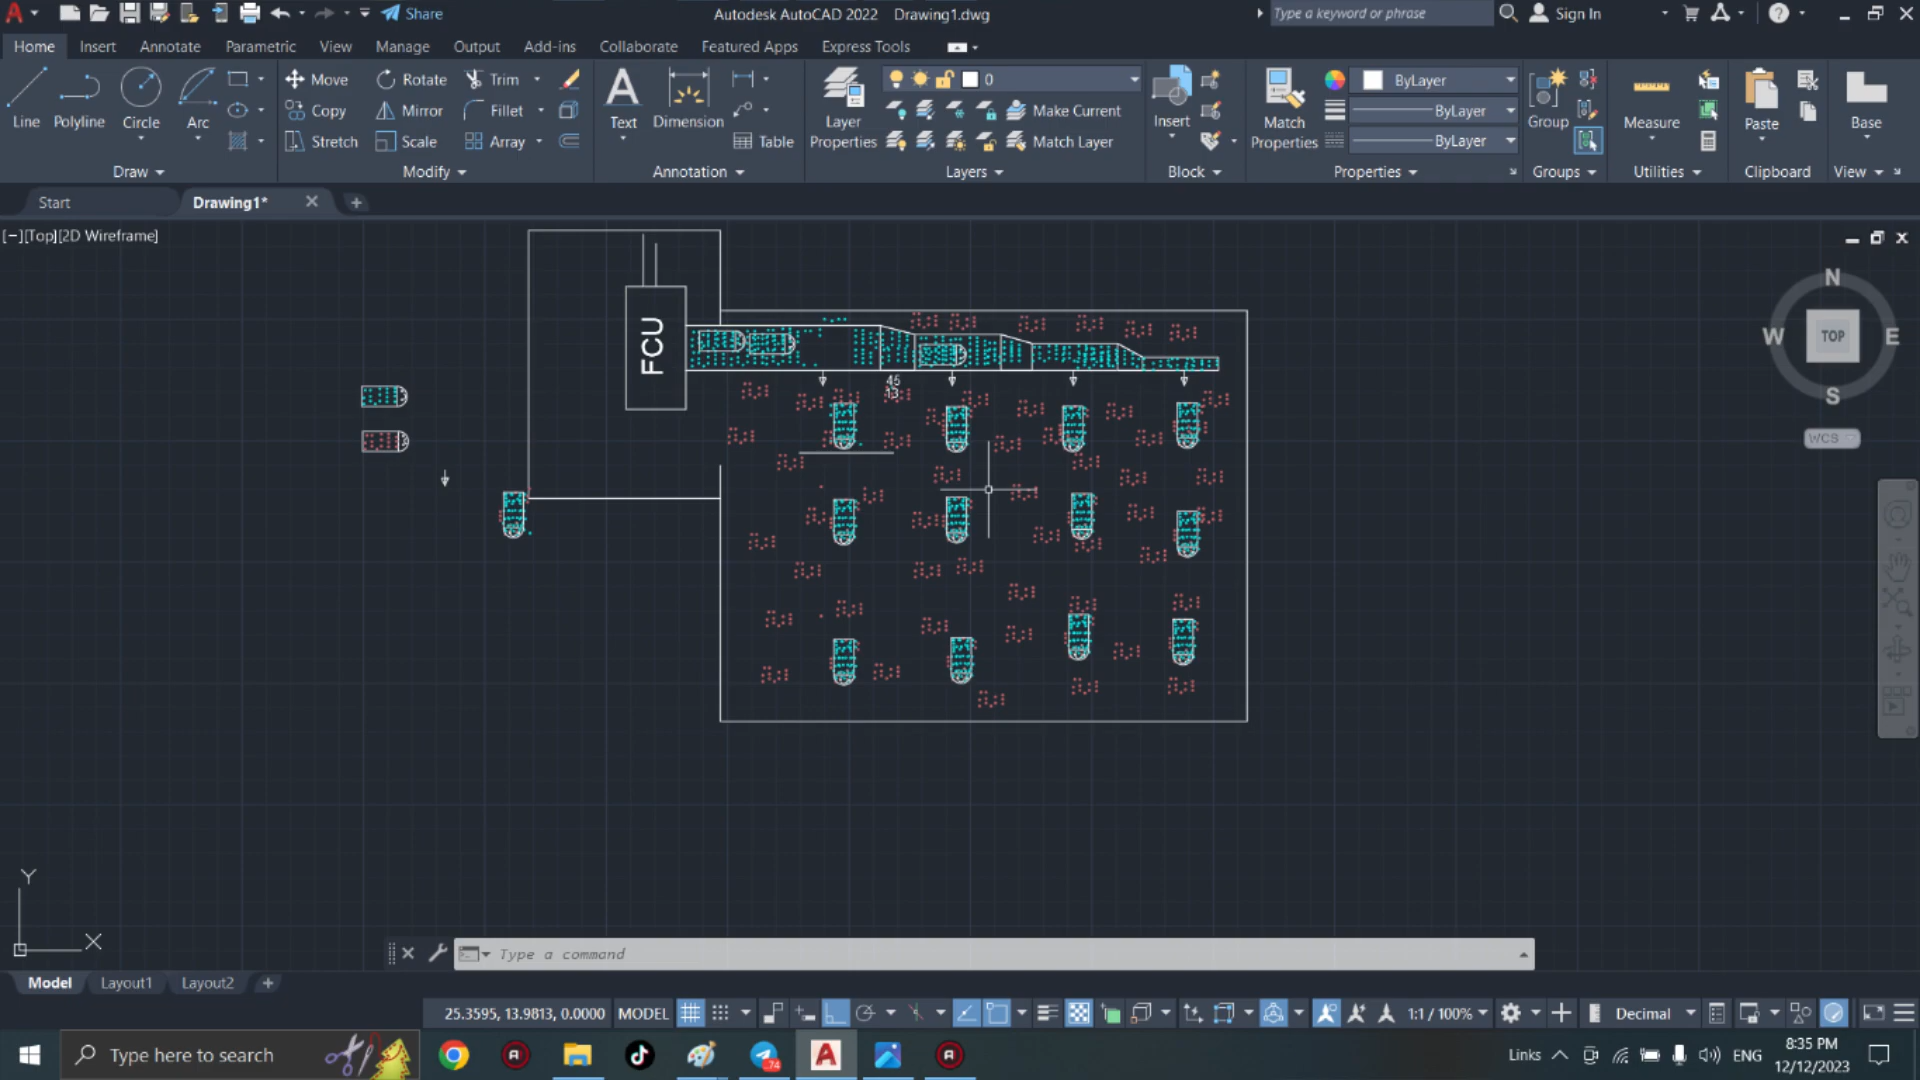 Share
Autodesk AutoCAD 2022 Drawing1.dwg
Type a keyword or phrase
Sign In
Home Insert Annotate Parametric View Manage Output Add-ins Collaborate Featured Apps Express Tools
Line Polyline Circle Arc
Move Rotate Trim
Copy Mirror Fillet
Stretch Scale Array
Text Dimension Table
Layer Properties
0
Make Current
Match Layer
Insert
Match Properties
ByLayer
ByLayer
ByLayer
Group
Measure
Paste
Base
Draw Modify Annotation Layers Block Properties Groups Utilities Clipboard View
Start Drawing1*
[−][Top][2D Wireframe]
N
W TOP E
S
WCS
FCU
45
13
Y
X
Type a command
Model Layout1 Layout2
25.3595, 13.9813, 0.0000 MODEL 1:1 / 100% Decimal
Type here to search
74
Links ENG 8:35 PM
12/12/2023